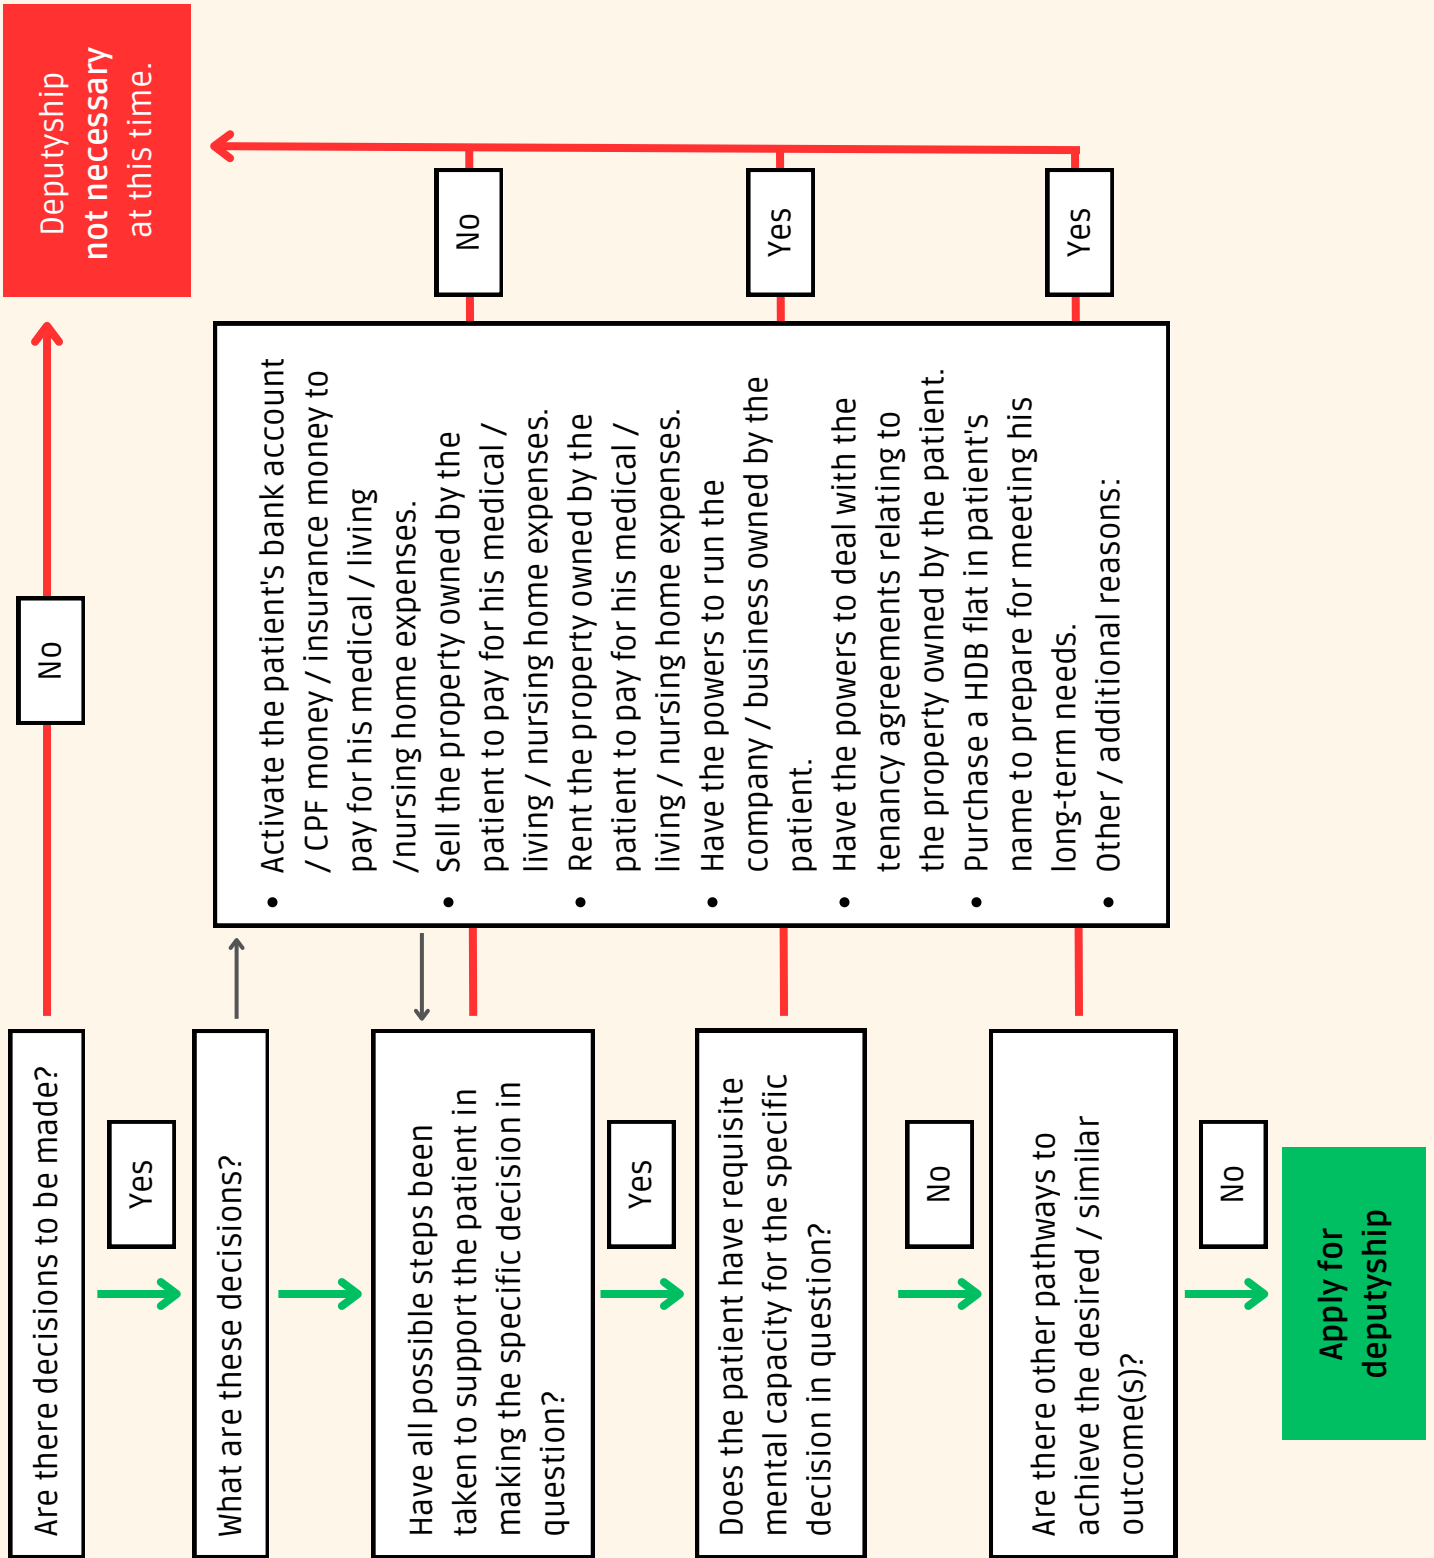 Are there decisions to be made?
No
Deputyship
not necessary
at this time.
Yes
What are these decisions?
• Activate the patient's bank account
/ CPF money / insurance money to
pay for his medical / living
/nursing home expenses.
• Sell the property owned by the
patient to pay for his medical /
living / nursing home expenses.
• Rent the property owned by the
patient to pay for his medical /
living / nursing home expenses.
• Have the powers to run the
company / business owned by the
patient.
• Have the powers to deal with the
tenancy agreements relating to
the property owned by the patient.
• Purchase a HDB flat in patient's
name to prepare for meeting his
long-term needs.
• Other / additional reasons:
Have all possible steps been
taken to support the patient in
making the specific decision in
question?
No
Yes
Does the patient have requisite
mental capacity for the specific
decision in question?
Yes
No
Are there other pathways to
achieve the desired / similar
outcome(s)?
Yes
No
Apply for
deputyship